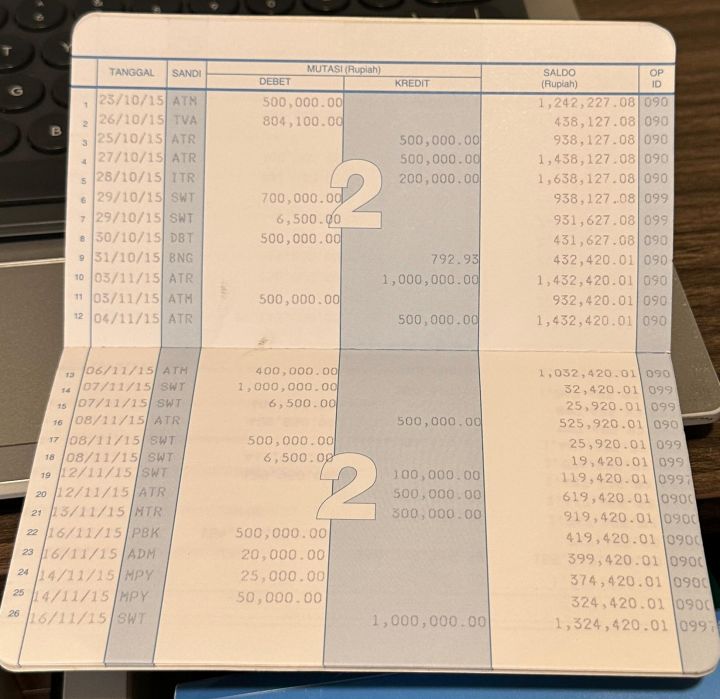 TANGGAL SANDI MUTASI (Rupiah) SALDO (Rupiah) OP ID
DEBET KREDIT
1 23/10/15 ATM 500,000.00 1,242,227.08 090
2 26/10/15 TVA 804,100.00 438,127.08 090
3 25/10/15 ATR 500,000.00 938,127.08 090
4 27/10/15 ATR 500,000.00 1,438,127.08 090
5 28/10/15 ITR 200,000.00 1,638,127.08 090
6 29/10/15 SWT 700,000.00 938,127.08 099
7 29/10/15 SWT 6,500.00 931,627.08 099
8 30/10/15 DBT 500,000.00 431,627.08 090
9 31/10/15 BNG 792.93 432,420.01 090
10 03/11/15 ATR 1,000,000.00 1,432,420.01 090
11 03/11/15 ATM 500,000.00 932,420.01 090
12 04/11/15 ATR 500,000.00 1,432,420.01 090
2
13 06/11/15 ATM 400,000.00 1,032,420.01 090
14 07/11/15 SWT 1,000,000.00 32,420.01 099
15 07/11/15 SWT 6,500.00 25,920.01 099
16 08/11/15 ATR 500,000.00 525,920.01 090
17 08/11/15 SWT 500,000.00 25,920.01 099
18 08/11/15 SWT 6,500.00 19,420.01 099
19 12/11/15 SWT 100,000.00 119,420.01 0997
20 12/11/15 ATR 500,000.00 619,420.01 0900
21 13/11/15 MTR 300,000.00 919,420.01 0900
22 16/11/15 PBK 500,000.00 419,420.01 0900
23 16/11/15 ADM 20,000.00 399,420.01 0900
24 14/11/15 MPY 25,000.00 374,420.01 0900
25 14/11/15 MPY 50,000.00 324,420.01 0900
26 16/11/15 SWT 1,000,000.00 1,324,420.01 0997
2
T
G
B